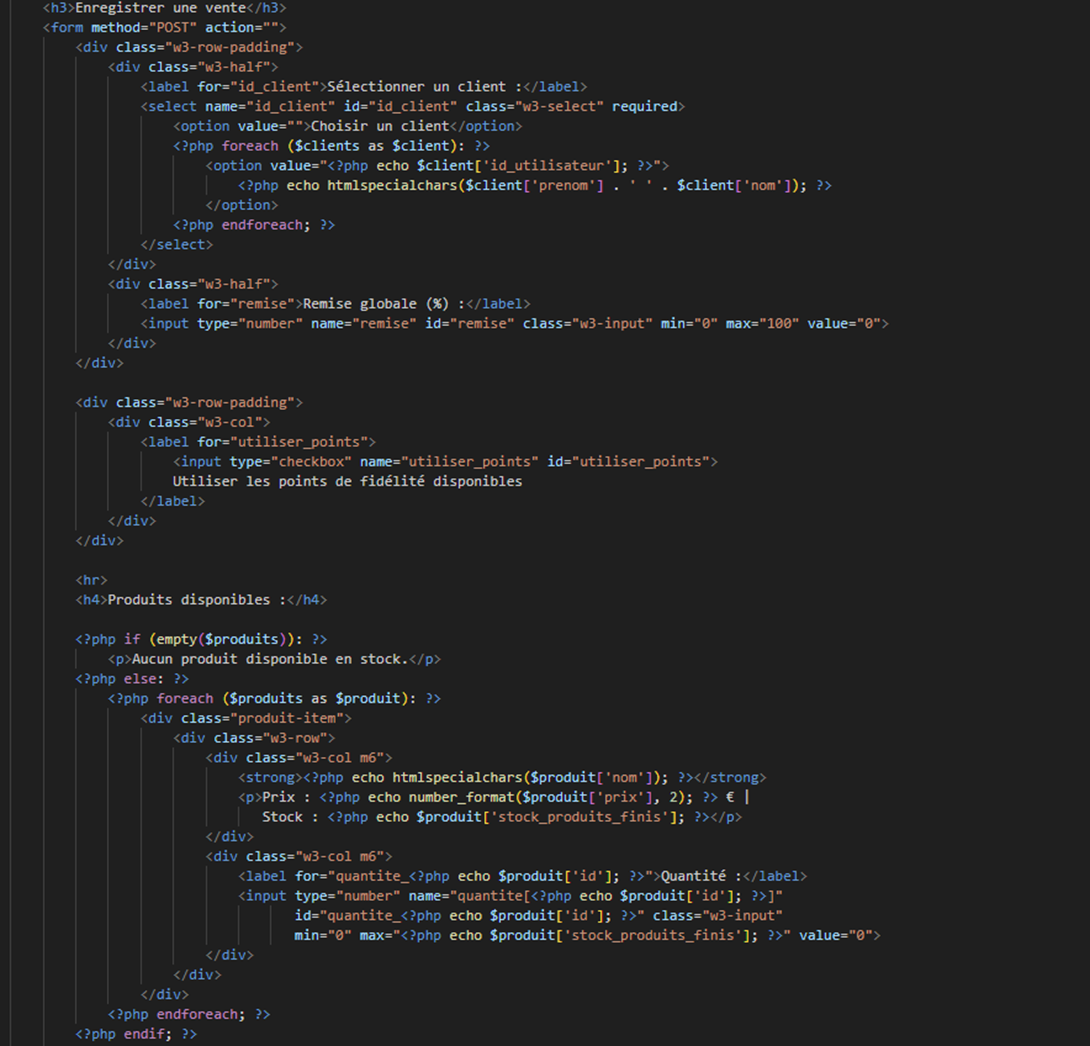 <h3>Enregistrer une vente</h3>
<form method="POST" action="">
<div class="w3-row-padding">
<div class="w3-half">
<label for="id_client">Sélectionner un client :</label>
<select name="id_client" id="id_client" class="w3-select" required>
<option value="">Choisir un client</option>
<?php foreach ($clients as $client): ?>
<option value="<?php echo $client['id_utilisateur']; ?>">
<?php echo htmlspecialchars($client['prenom'] . ' ' . $client['nom']); ?>
</option>
<?php endforeach; ?>
</select>
</div>
<div class="w3-half">
<label for="remise">Remise globale (%) :</label>
<input type="number" name="remise" id="remise" class="w3-input" min="0" max="100" value="0">
</div>
</div>
<div class="w3-row-padding">
<div class="w3-col">
<label for="utiliser_points">
<input type="checkbox" name="utiliser_points" id="utiliser_points">
Utiliser les points de fidélité disponibles
</label>
</div>
</div>
<hr>
<h4>Produits disponibles :</h4>
<?php if (empty($produits)): ?>
<p>Aucun produit disponible en stock.</p>
<?php else: ?>
<?php foreach ($produits as $produit): ?>
<div class="produit-item">
<div class="w3-row">
<div class="w3-col m6">
<strong><?php echo htmlspecialchars($produit['nom']); ?></strong>
<p>Prix : <?php echo number_format($produit['prix'], 2); ?> € |
Stock : <?php echo $produit['stock_produits_finis']; ?></p>
</div>
<div class="w3-col m6">
<label for="quantite_<?php echo $produit['id']; ?>">Quantité :</label>
<input type="number" name="quantite[<?php echo $produit['id']; ?>]"
id="quantite_<?php echo $produit['id']; ?>" class="w3-input"
min="0" max="<?php echo $produit['stock_produits_finis']; ?>" value="0">
</div>
</div>
</div>
<?php endforeach; ?>
<?php endif; ?>